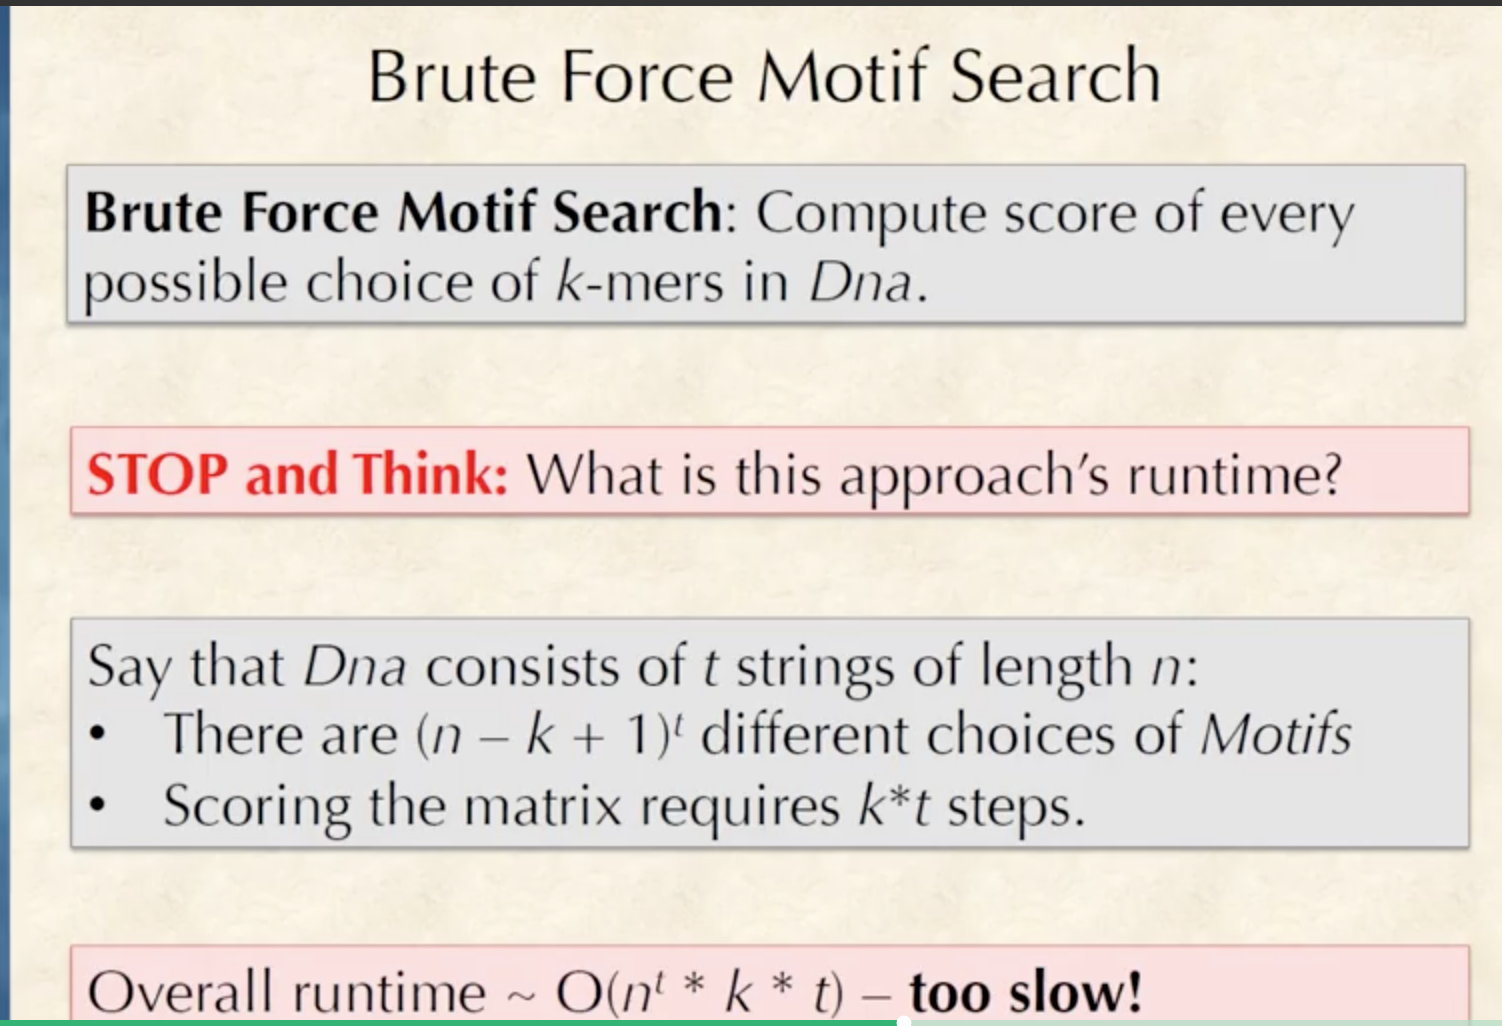 Brute Force Motif Search
Brute Force Motif Search: Compute score of every
possible choice of k-mers in Dna.
STOP and Think: What is this approach’s runtime?
Say that Dna consists of t strings of length n:
• There are (n – k + 1)ᵗ different choices of Motifs
• Scoring the matrix requires k*t steps.
Overall runtime ~ O(nᵗ * k * t) – too slow!